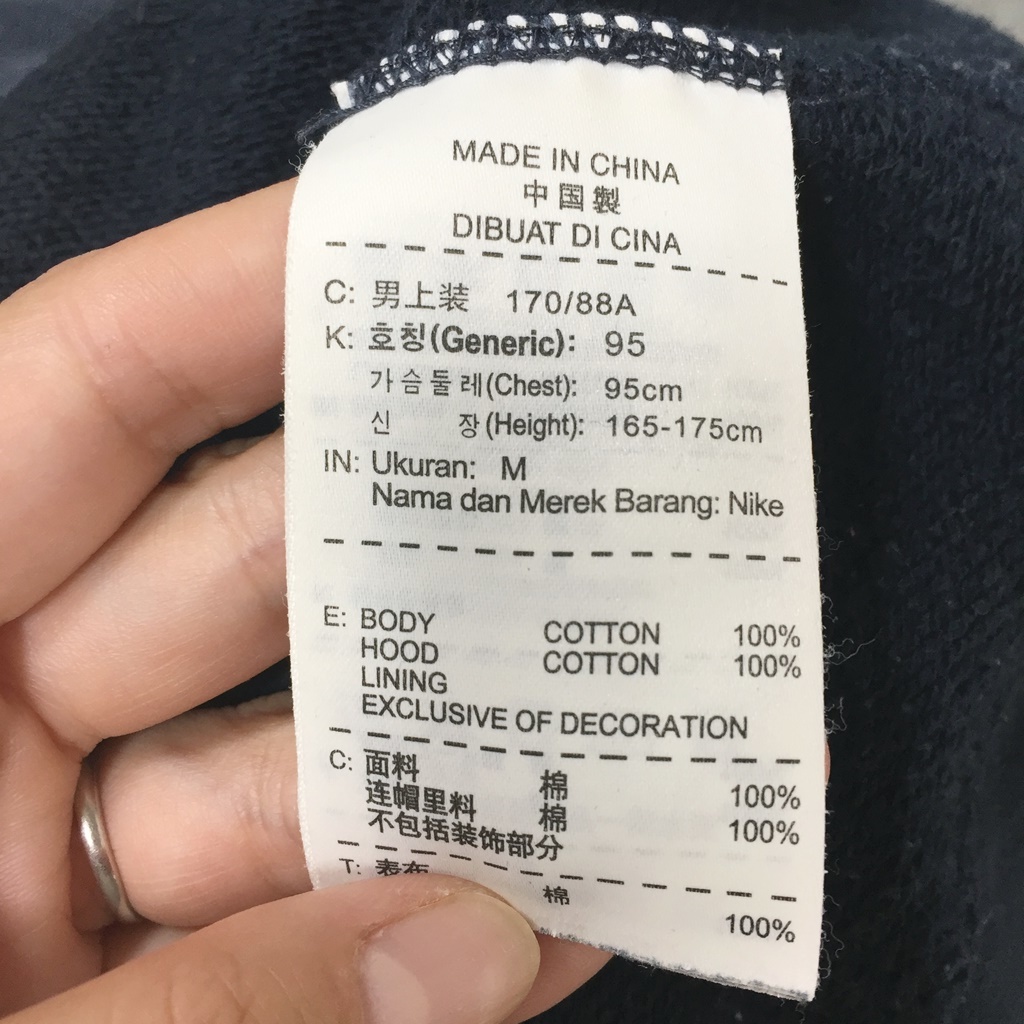 MADE IN CHINA
中国製
DIBUAT DI CINA
C: 男上装 170/88A
K: 호칭(Generic): 95
가슴둘레(Chest): 95cm
신 장(Height): 165-175cm
IN: Ukuran: M
Nama dan Merek Barang: Nike
E: BODY COTTON 100%
HOOD COTTON 100%
LINING
EXCLUSIVE OF DECORATION
C: 面料 棉 100%
连帽里料 棉 100%
不包括装饰部分
T: 表布 棉 100%